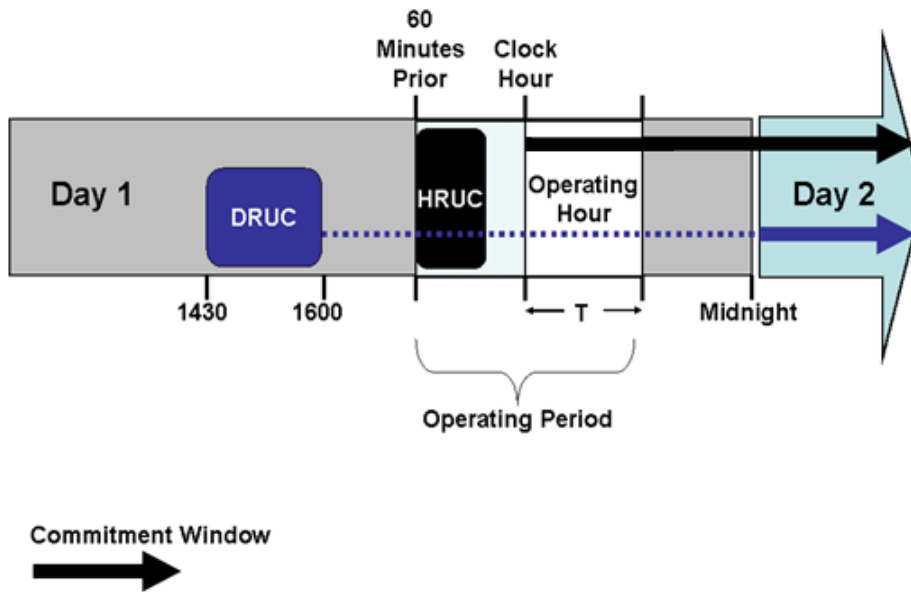 60
Minutes
Prior
Clock
Hour
Day 1
DRUC
HRUC
Operating
Hour
Day 2
1430
1600
T
Midnight
Operating Period
Commitment Window